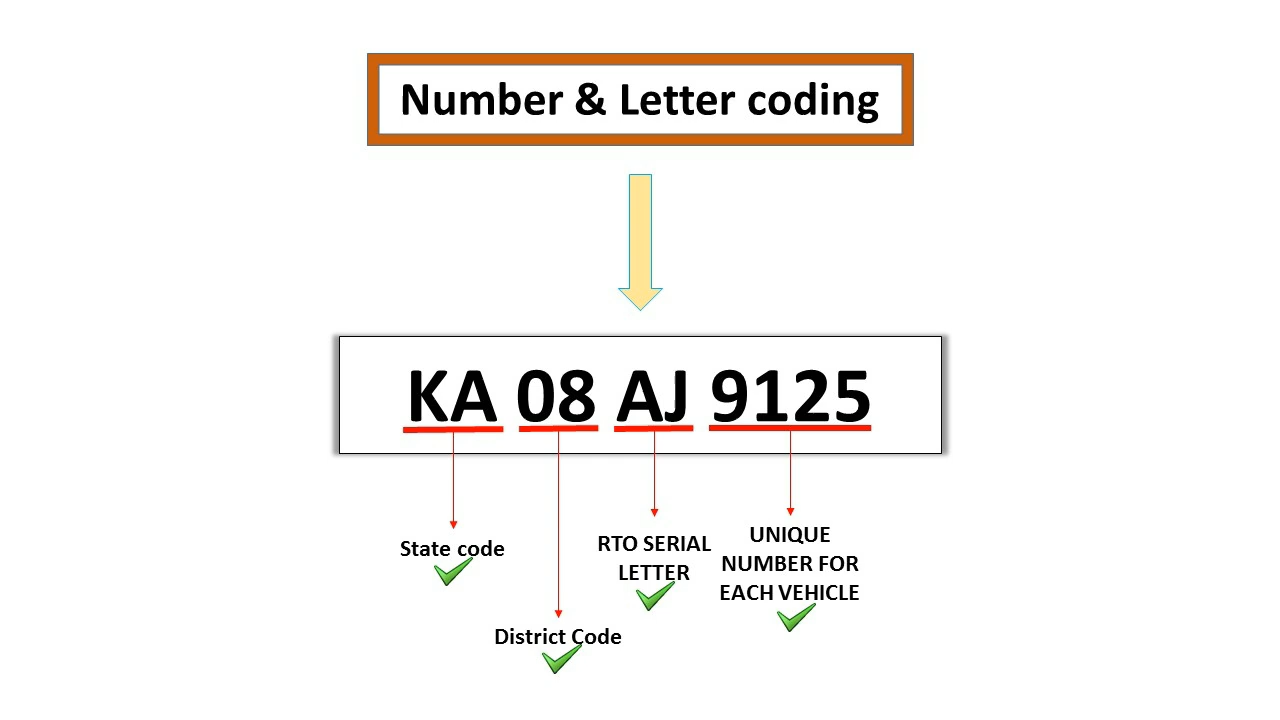 Number & Letter coding
KA 08 AJ 9125
State code
District Code
RTO SERIAL
LETTER
UNIQUE
NUMBER FOR
EACH VEHICLE